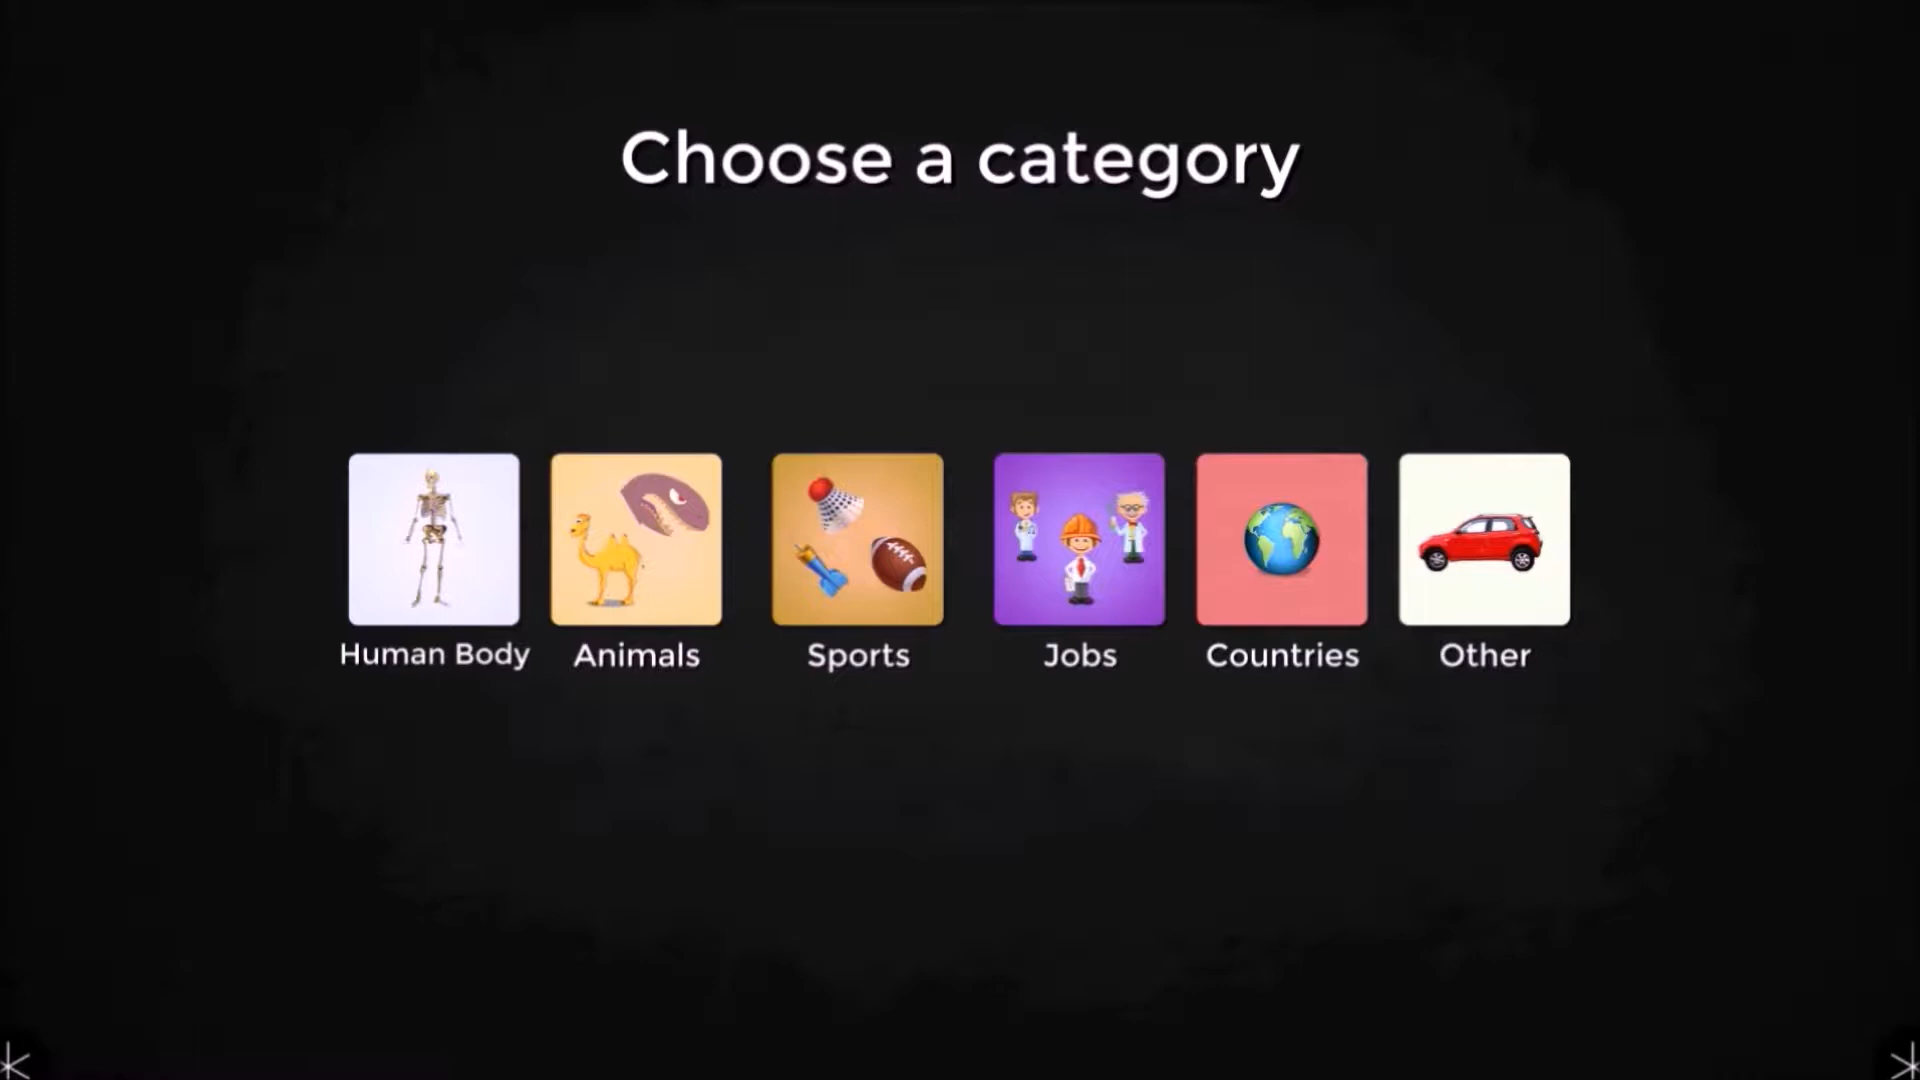 Choose a category
Human Body
Animals
Sports
Jobs
Countries
Other